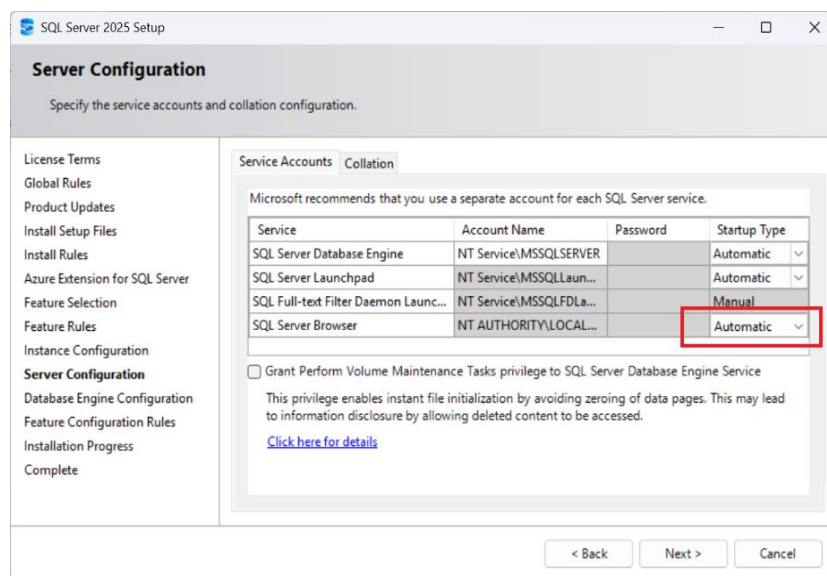 SQL Server 2025 Setup
Server Configuration
Specify the service accounts and collation configuration.
License Terms
Global Rules
Product Updates
Install Setup Files
Install Rules
Azure Extension for SQL Server
Feature Selection
Feature Rules
Instance Configuration
Server Configuration
Database Engine Configuration
Feature Configuration Rules
Installation Progress
Complete
Service Accounts Collation
Microsoft recommends that you use a separate account for each SQL Server service.
Service Account Name Password Startup Type
SQL Server Database Engine NT Service\MSSQLSERVER Automatic
SQL Server Launchpad NT Service\MSSQLLaun... Automatic
SQL Full-text Filter Daemon Launc... NT Service\MSSQLFDLa... Manual
SQL Server Browser NT AUTHORITY\LOCAL... Automatic
Grant Perform Volume Maintenance Tasks privilege to SQL Server Database Engine Service
This privilege enables instant file initialization by avoiding zeroing of data pages. This may lead
to information disclosure by allowing deleted content to be accessed.
Click here for details
< Back Next > Cancel